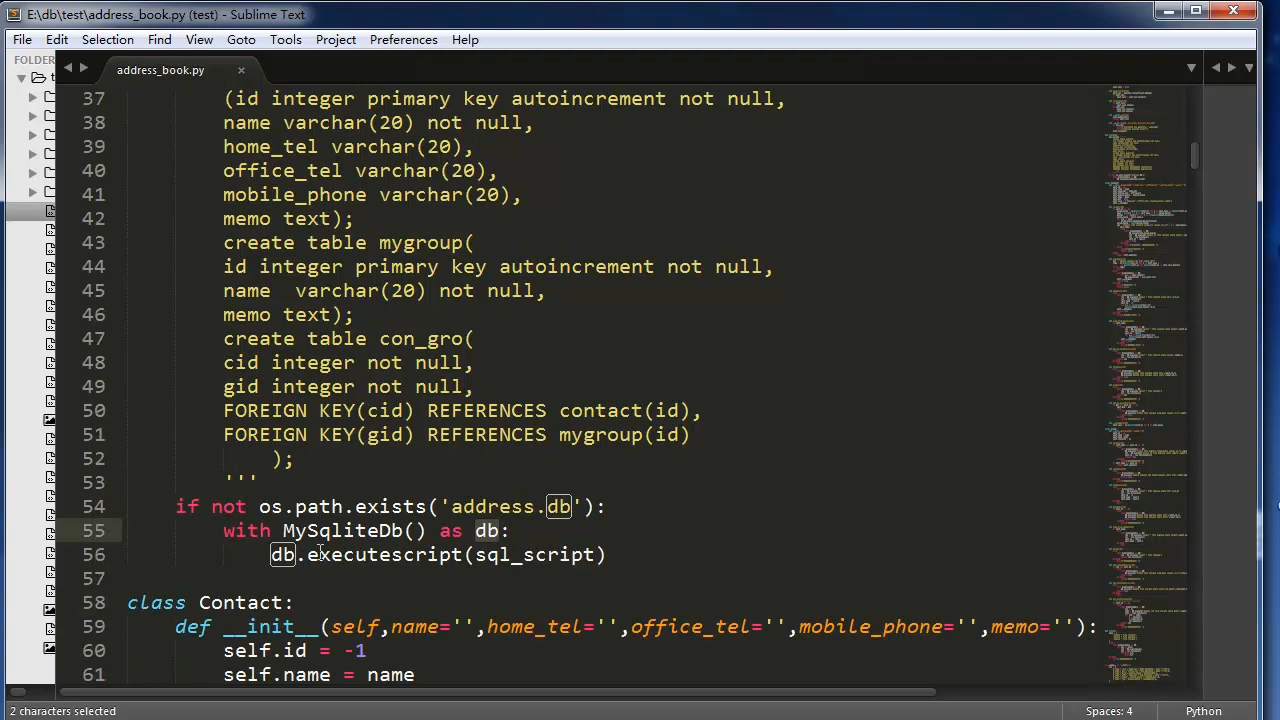 E:\db\test\address_book.py (test) - Sublime Text
File Edit Selection Find View Goto Tools Project Preferences Help
FOLDER
address_book.py ×
37 (id integer primary key autoincrement not null,
38 name varchar(20) not null,
39 home_tel varchar(20),
40 office_tel varchar(20),
41 mobile_phone varchar(20),
42 memo text);
43 create table mygroup(
44 id integer primary key autoincrement not null,
45 name  varchar(20) not null,
46 memo text);
47 create table con_gro(
48 cid integer not null,
49 gid integer not null,
50 FOREIGN KEY(cid) REFERENCES contact(id),
51 FOREIGN KEY(gid) REFERENCES mygroup(id)
52 );
53 '''
54 if not os.path.exists('address.db'):
55 with MySqliteDb() as db:
56 db.executescript(sql_script)
57
58 class Contact:
59 def __init__(self,name='',home_tel='',office_tel='',mobile_phone='',memo=''):
60 self.id = -1
61 self.name = name
2 characters selected
Spaces: 4
Python